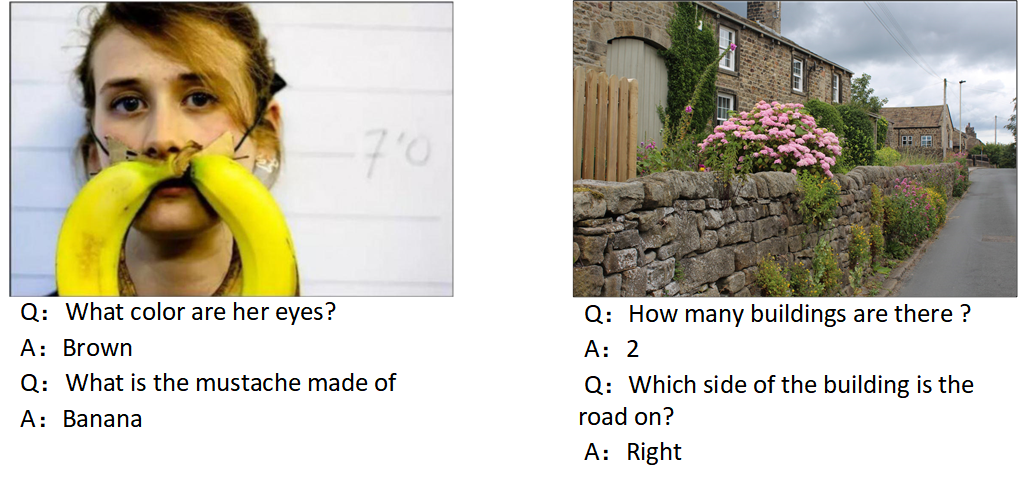 7'0
Q：What color are her eyes?
A：Brown
Q：What is the mustache made of
A：Banana
Q：How many buildings are there ?
A：2
Q：Which side of the building is the
road on?
A：Right